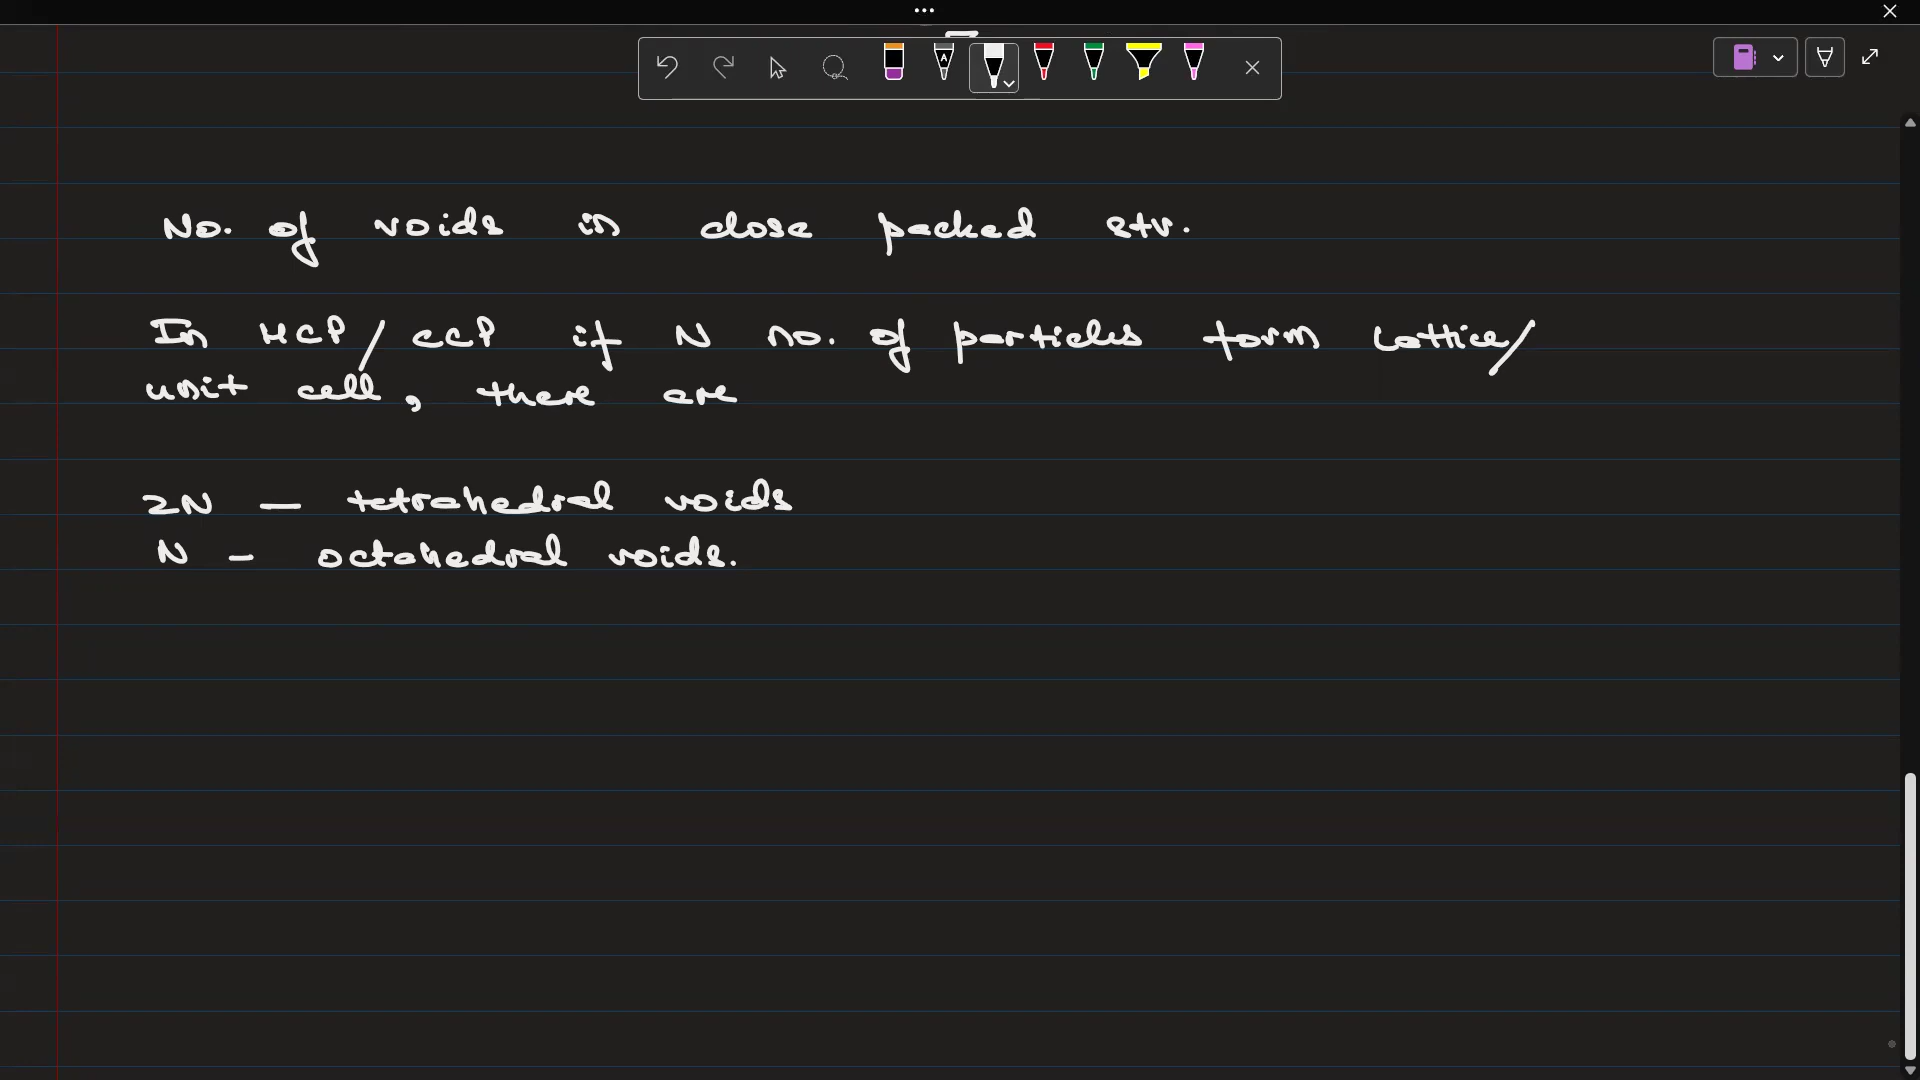 No. of voids in close packed str.
In HCP/ CCP if N no. of particles form Lattice/
unit cell, there are
2N — tetrahedral voids
N - octahedral voids.